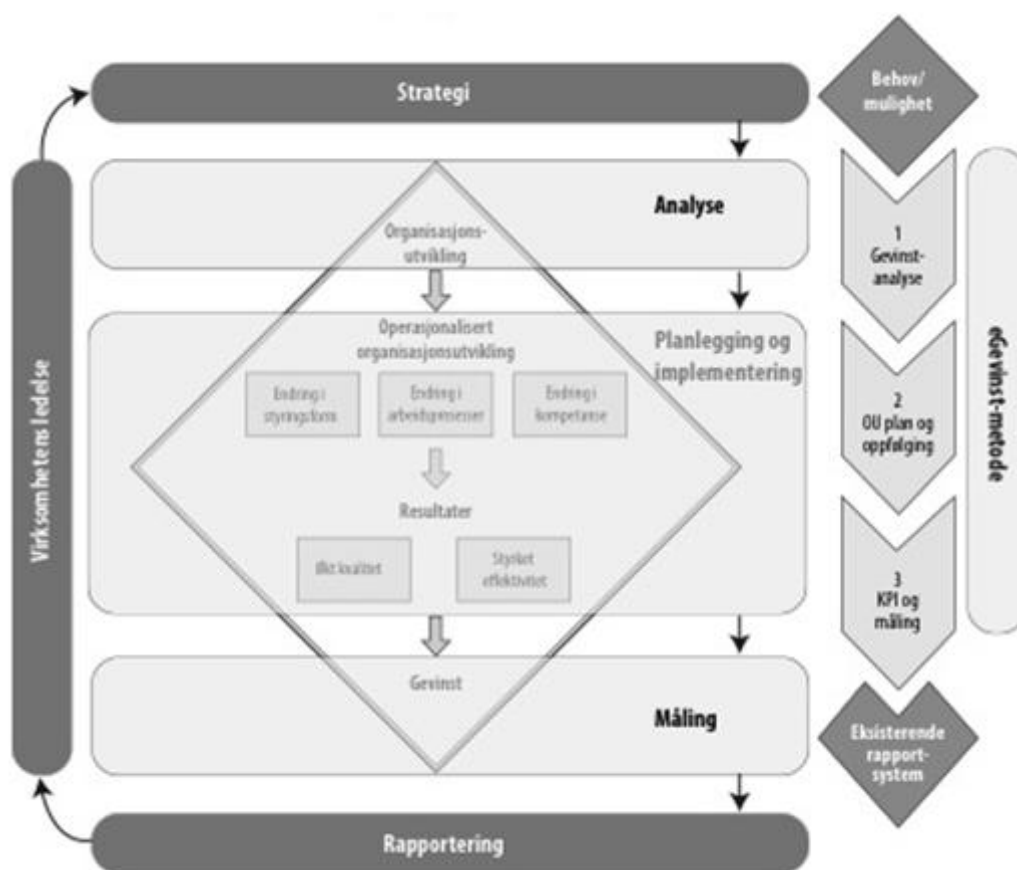 Strategi
Behov/
mulighet
Analyse
Organisasjons-
utvikling
1
Gevinst-
analyse
Operasjonalisert
organisasjonsutvikling
Planlegging og
implementering
Endring i
styringsform
Endring i
arbeidsprosesser
Endring i
kompetanse
2
OU plan og
oppfølging
Resultater
Økt kvalitet
Styrket
effektivitet
3
KPI og
måling
Gevinst
Måling
Eksisterende
rapport-
system
Rapportering
Virksomhetens ledelse
eGevinst-metode